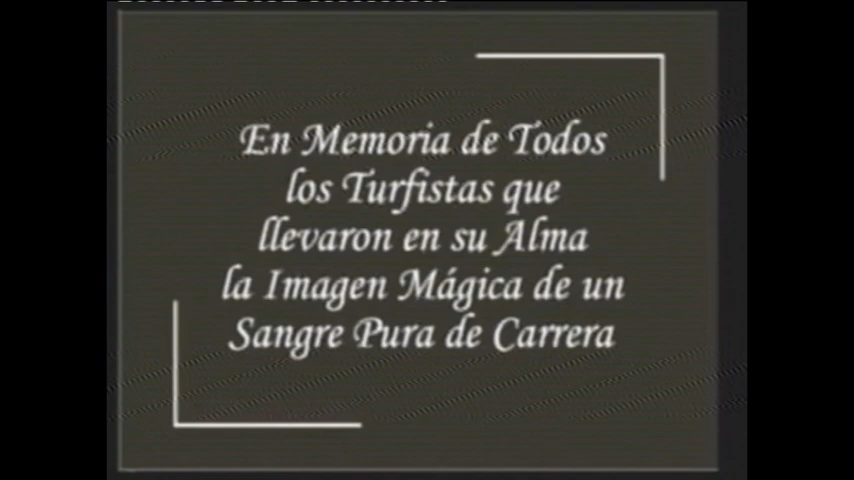 En Memoria de Todos
los Turfistas que
llevaron en su Alma
la Imagen Mágica de un
Sangre Pura de Carrera